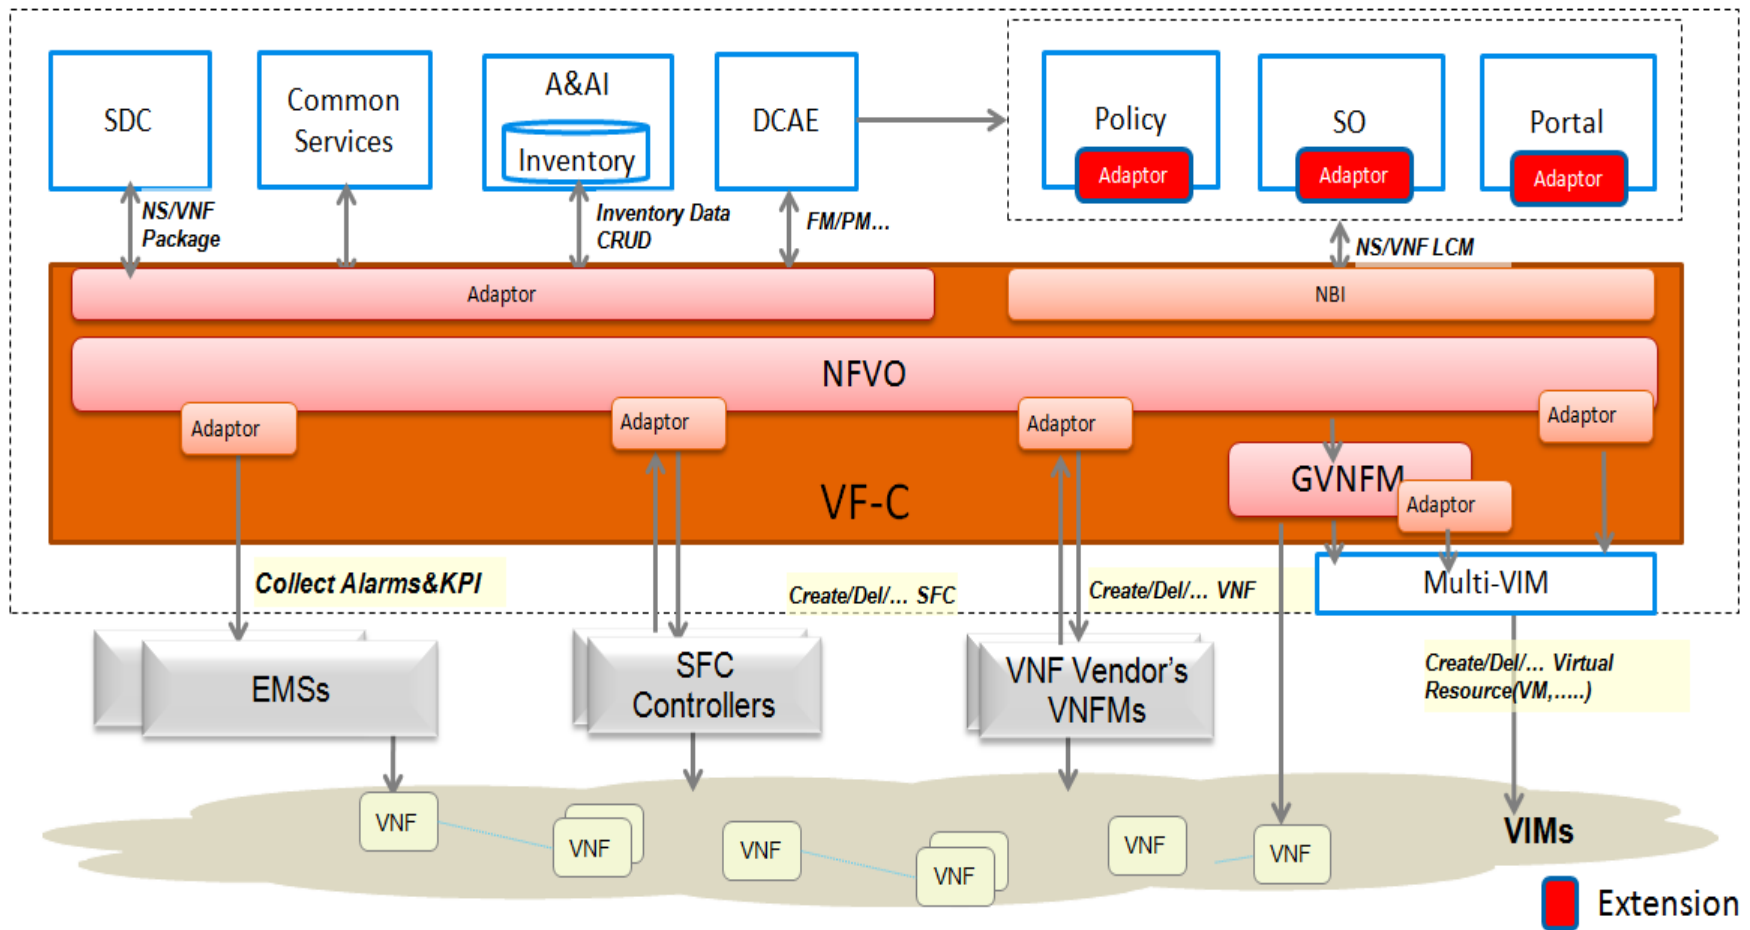 SDC
Common
Services
A&AI
Inventory
DCAE
Policy
Adaptor
SO
Adaptor
Portal
Adaptor
NS/VNF
Package
Inventory Data
CRUD
FM/PM...
NS/VNF LCM
Adaptor
NBI
NFVO
Adaptor
Adaptor
Adaptor
Adaptor
GVNFM
Adaptor
VF-C
Collect Alarms&KPI
Create/Del/... SFC
Create/Del/... VNF
Multi-VIM
EMSs
SFC
Controllers
VNF Vendor's
VNFMs
Create/Del/... Virtual
Resource(VM,.....)
VNF
VNF
VNF
VNF
VNF
VNF
VIMs
Extension